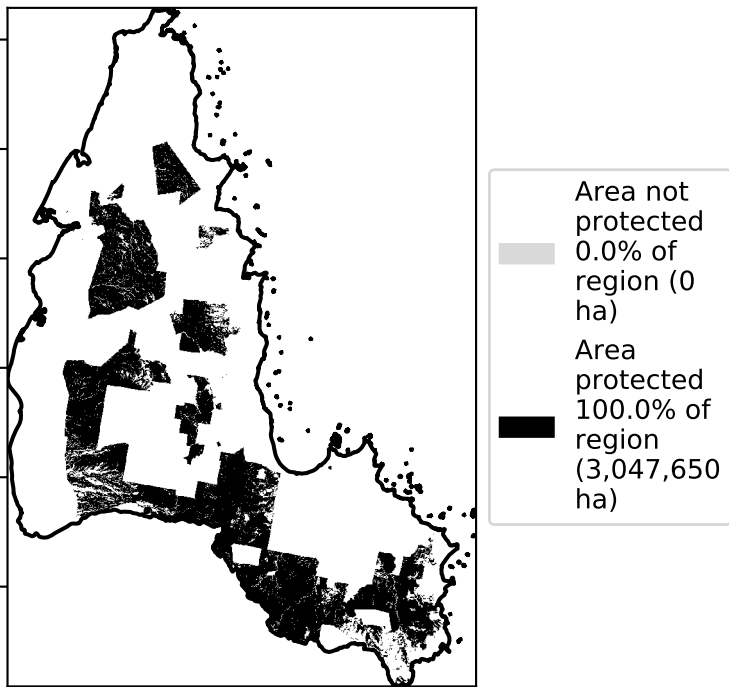 Area not
protected
0.0% of
region (0
ha)
Area
protected
100.0% of
region
(3,047,650
ha)